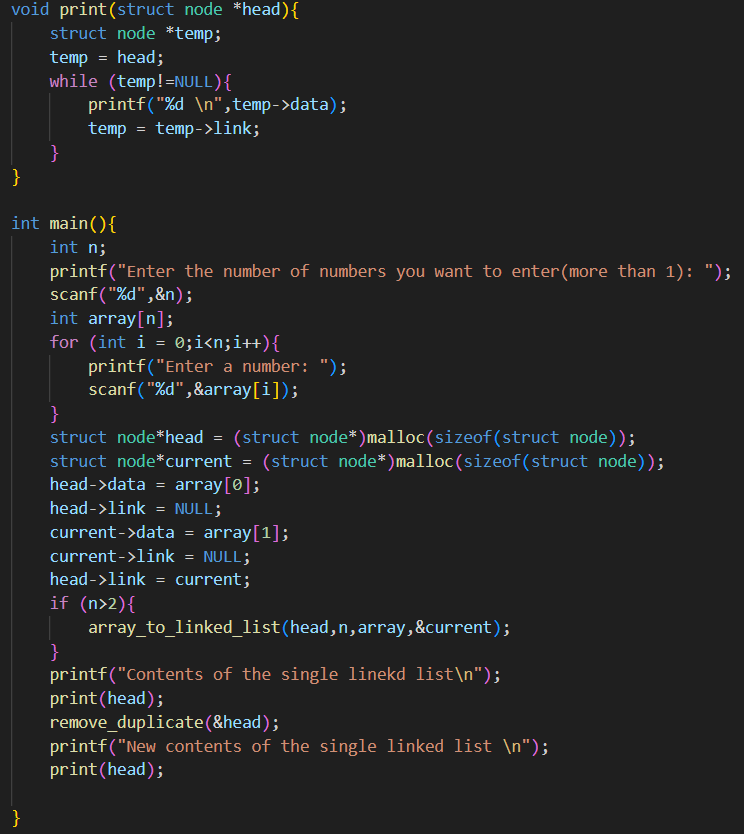 void print(struct node *head){
    struct node *temp;
    temp = head;
    while (temp!=NULL){
        printf("%d \n",temp->data);
        temp = temp->link;
    }
}

int main(){
    int n;
    printf("Enter the number of numbers you want to enter(more than 1): ");
    scanf("%d",&n);
    int array[n];
    for (int i = 0;i<n;i++){
        printf("Enter a number: ");
        scanf("%d",&array[i]);
    }
    struct node*head = (struct node*)malloc(sizeof(struct node));
    struct node*current = (struct node*)malloc(sizeof(struct node));
    head->data = array[0];
    head->link = NULL;
    current->data = array[1];
    current->link = NULL;
    head->link = current;
    if (n>2){
        array_to_linked_list(head,n,array,&current);
    }
    printf("Contents of the single linekd list\n");
    print(head);
    remove_duplicate(&head);
    printf("New contents of the single linked list \n");
    print(head);

}